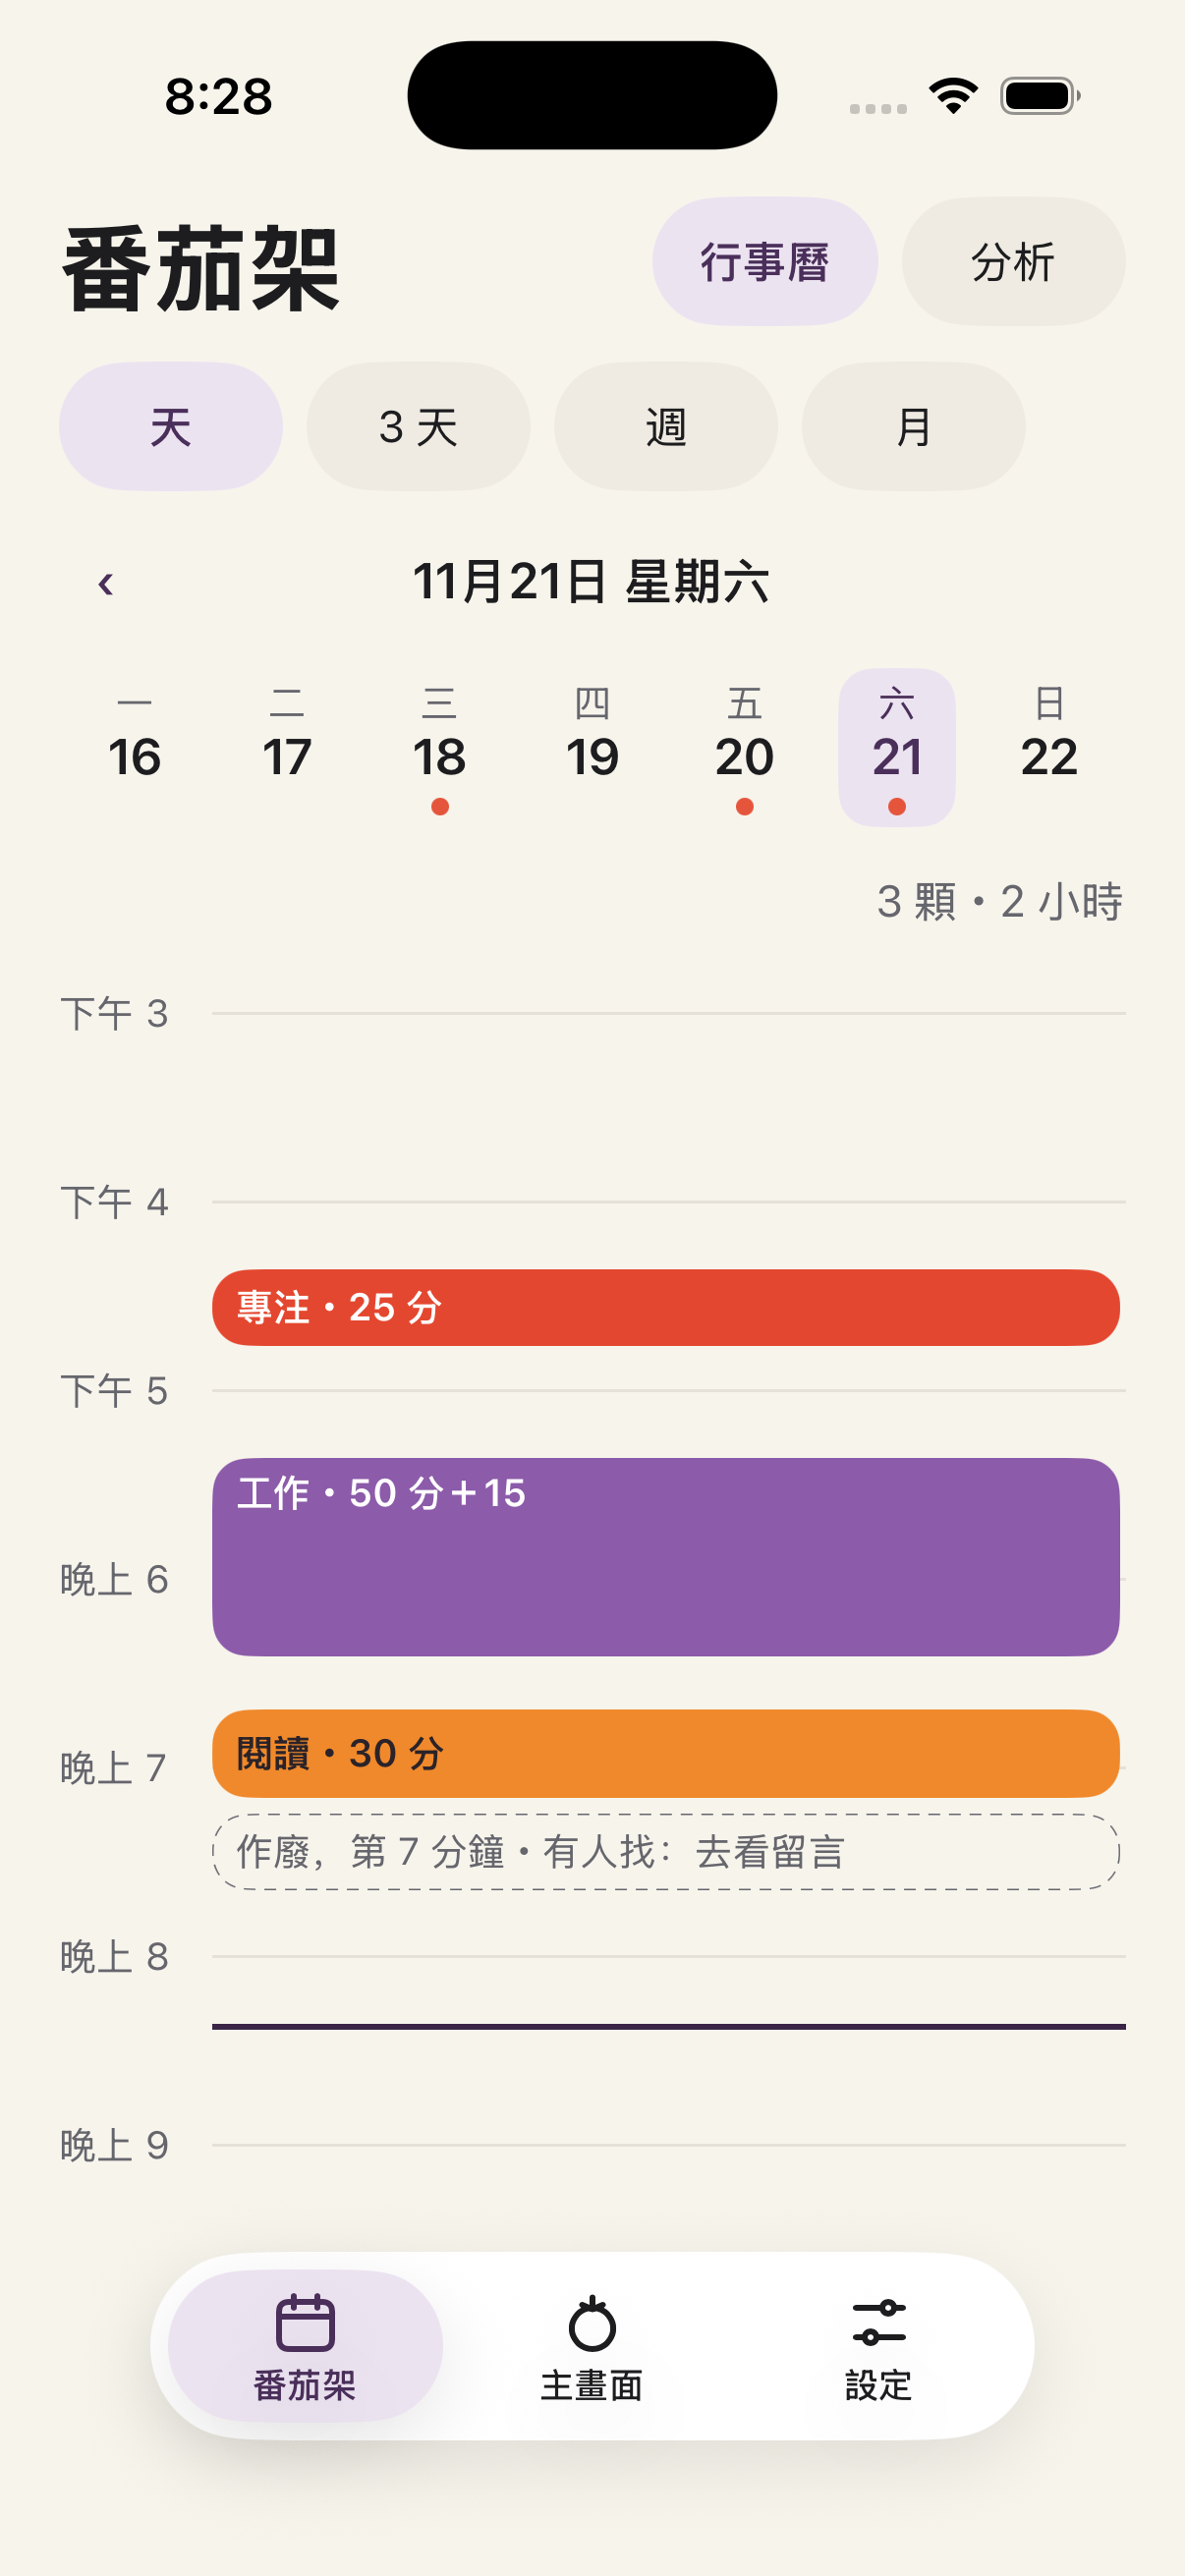 8:28
番茄架
行事曆
分析
天
3 天
週
月
‹
11月21日 星期六
一 二 三 四 五 六 日
16 17 18 19 20 21 22
3 顆・2 小時
下午 3
下午 4
專注・25 分
下午 5
工作・50 分+15
晚上 6
閱讀・30 分
晚上 7
作廢，第 7 分鐘・有人找：去看留言
晚上 8
晚上 9
番茄架
主畫面
設定